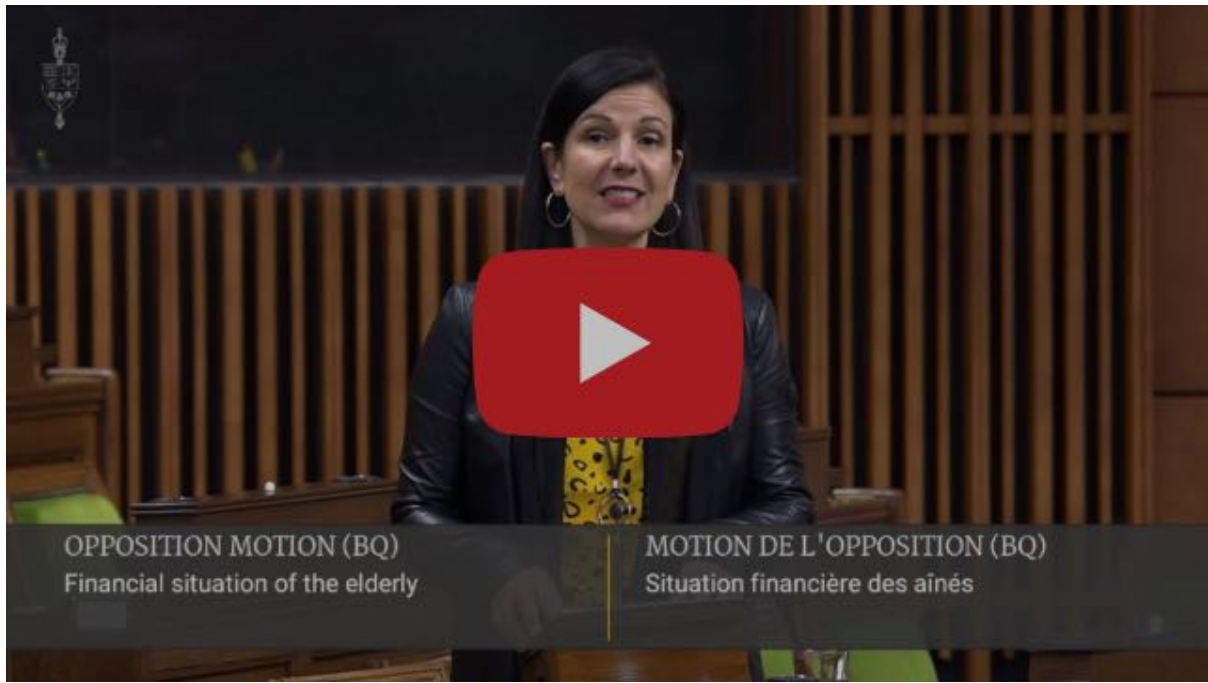 OPPOSITION MOTION (BQ)
Financial situation of the elderly
MOTION DE L'OPPOSITION (BQ)
Situation financière des aînés